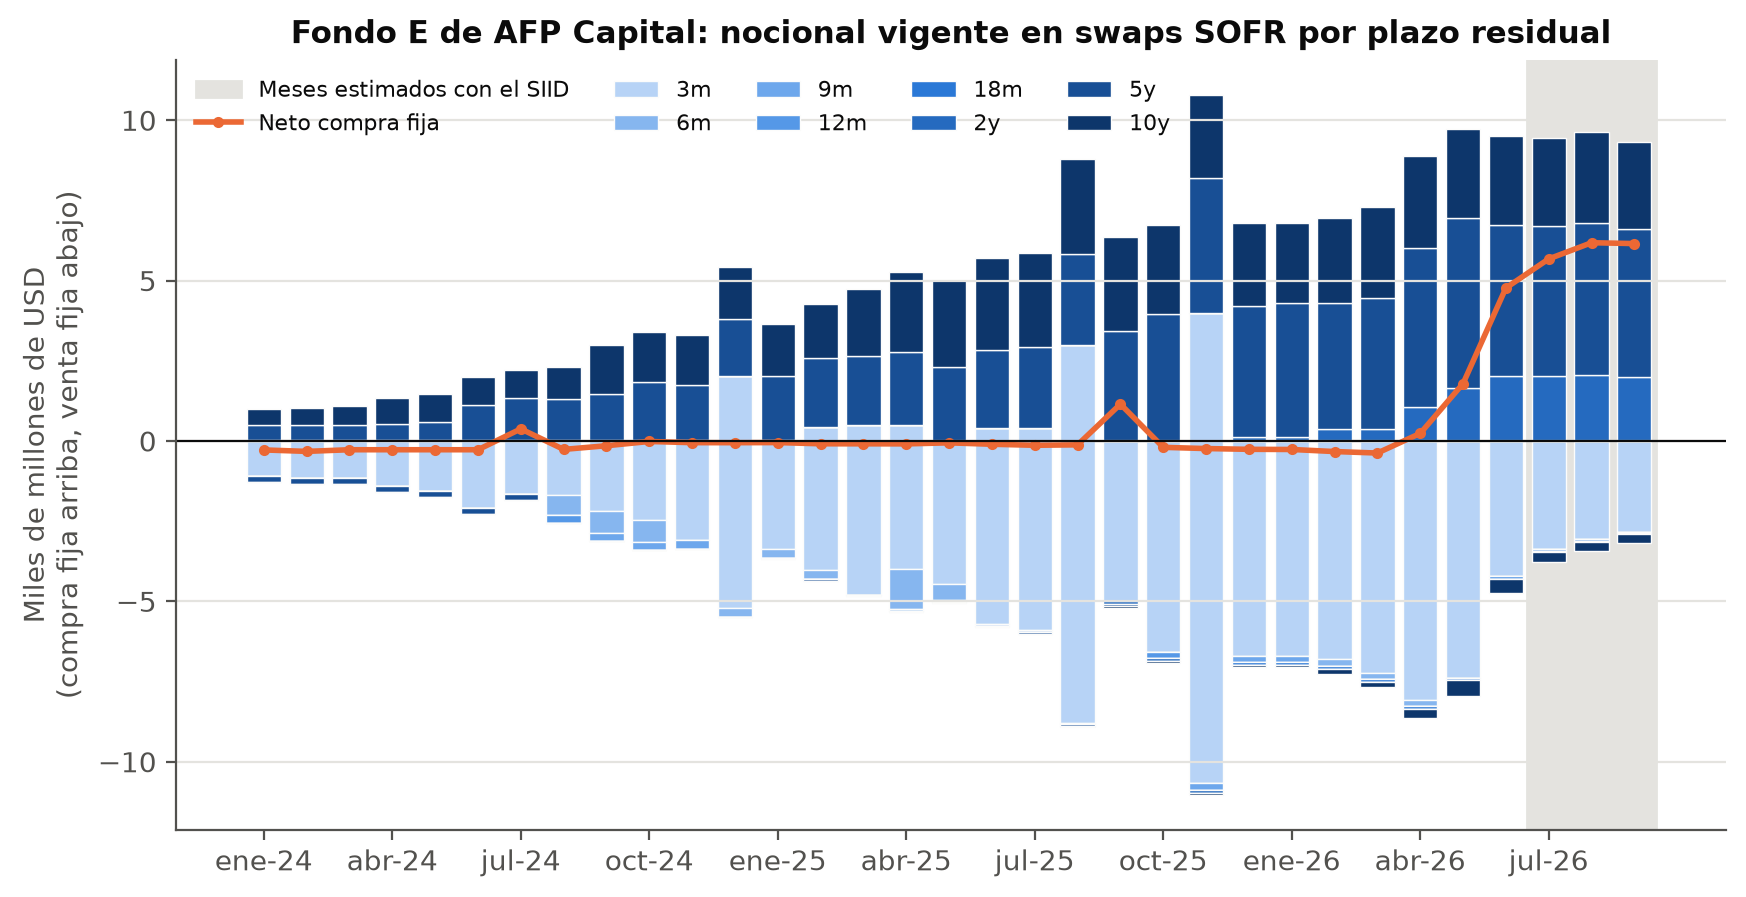 Fondo E de AFP Capital: nocional vigente en swaps SOFR por plazo residual
Meses estimados con el SIID
Neto compra fija
3m
6m
9m
12m
18m
2y
5y
10y
Miles de millones de USD
(compra fija arriba, venta fija abajo)
10
5
0
−5
−10
ene-24
abr-24
jul-24
oct-24
ene-25
abr-25
jul-25
oct-25
ene-26
abr-26
jul-26